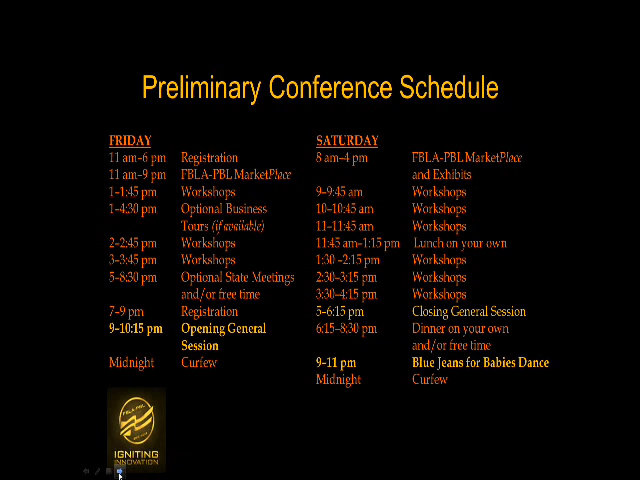 Preliminary Conference Schedule
FRIDAY
11 am–6 pm Registration
11 am–9 pm FBLA-PBL MarketPlace
1–1:45 pm Workshops
1–4:30 pm Optional Business
Tours (if available)
2–2:45 pm Workshops
3–3:45 pm Workshops
5–8:30 pm Optional State Meetings
and/or free time
7–9 pm Registration
9–10:15 pm Opening General
Session
Midnight Curfew
SATURDAY
8 am–4 pm FBLA-PBL MarketPlace
and Exhibits
9–9:45 am Workshops
10–10:45 am Workshops
11–11:45 am Workshops
11:45 am–1:15 pm Lunch on your own
1:30 –2:15 pm Workshops
2:30–3:15 pm Workshops
3:30–4:15 pm Workshops
5–6:15 pm Closing General Session
6:15–8:30 pm Dinner on your own
and/or free time
9–11 pm Blue Jeans for Babies Dance
Midnight Curfew
FBLA PBL
IGNITING
INNOVATION